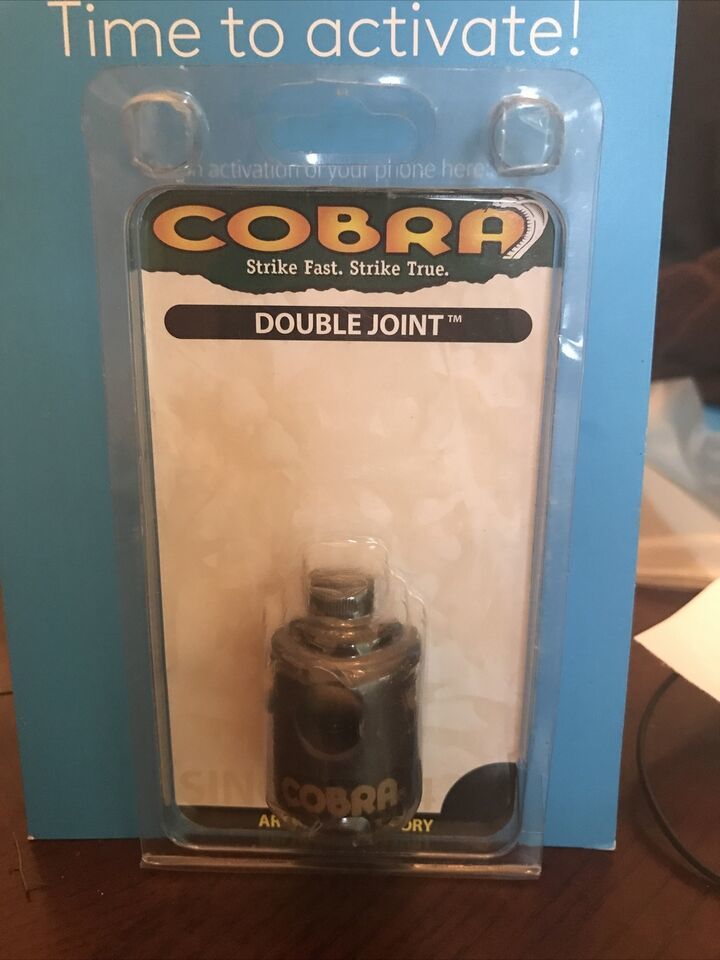 Time to activate!
activation of your phone here
COBRA
Strike Fast. Strike True.
DOUBLE JOINT™
COBRA